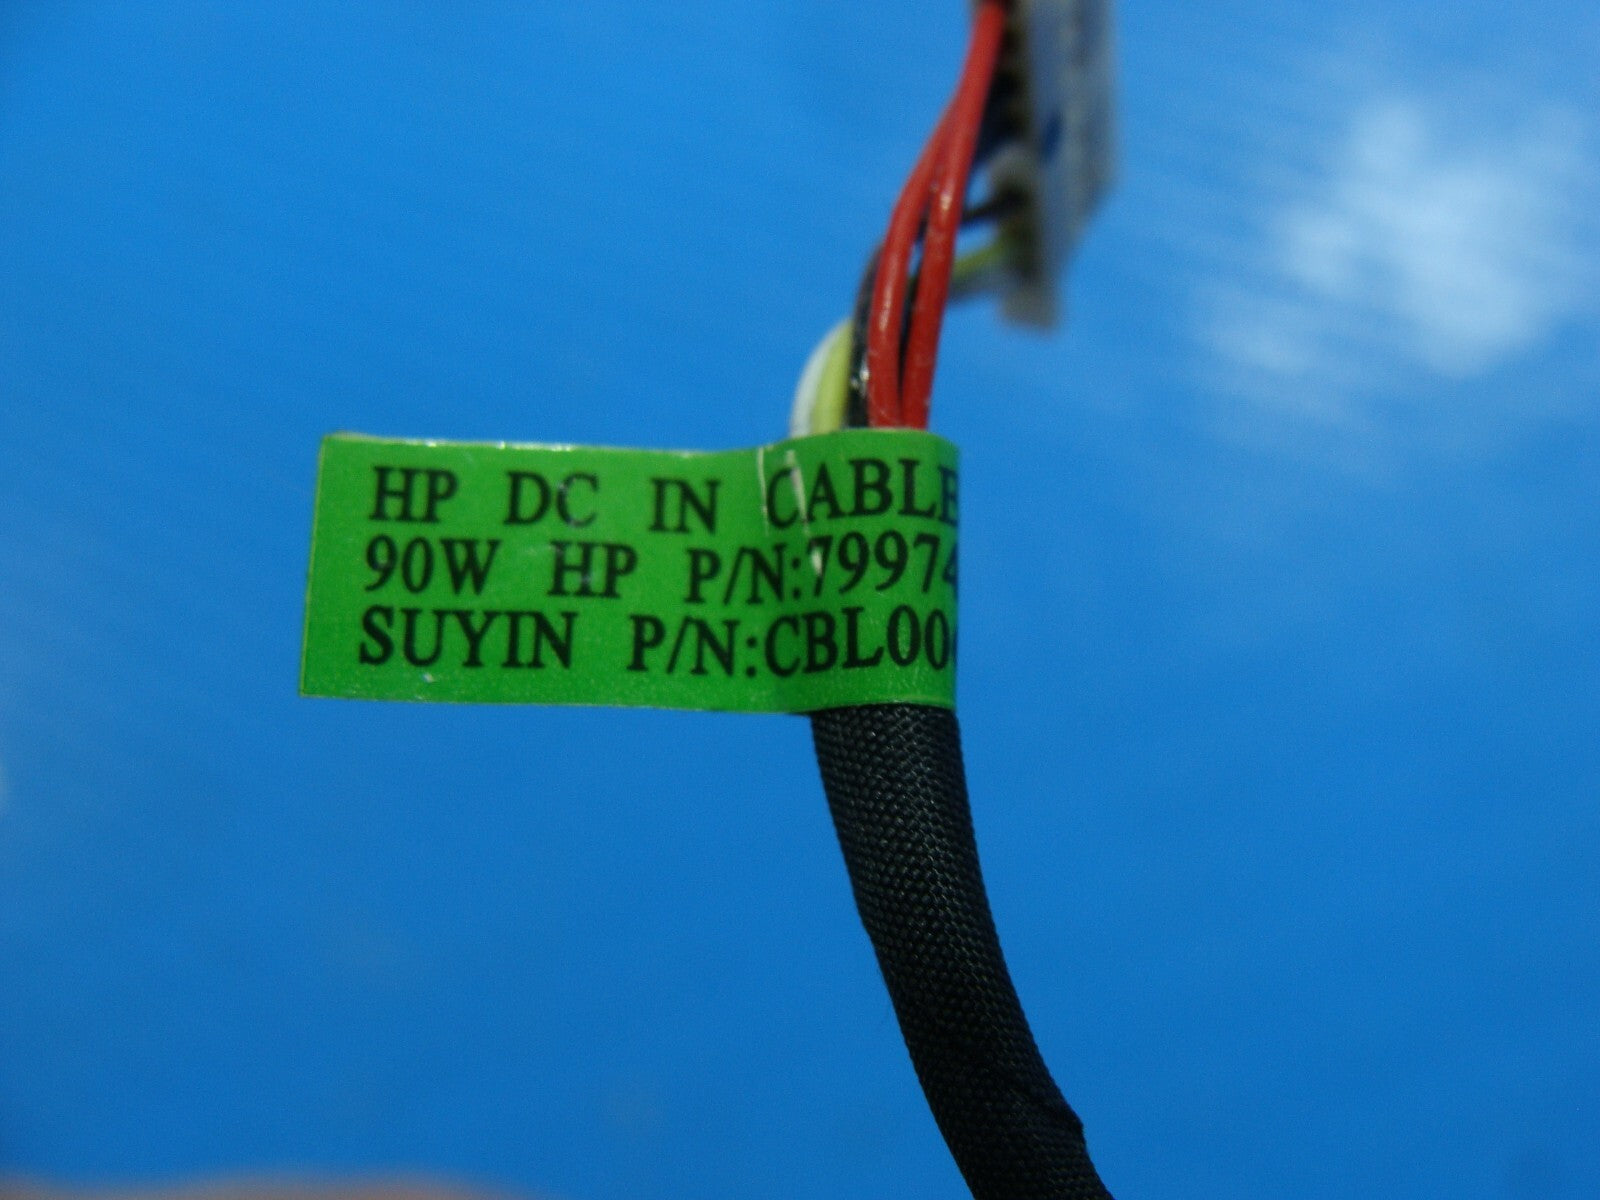 HP DC IN CABLE
90W HP P/N:79974
SUYIN P/N:CBL00